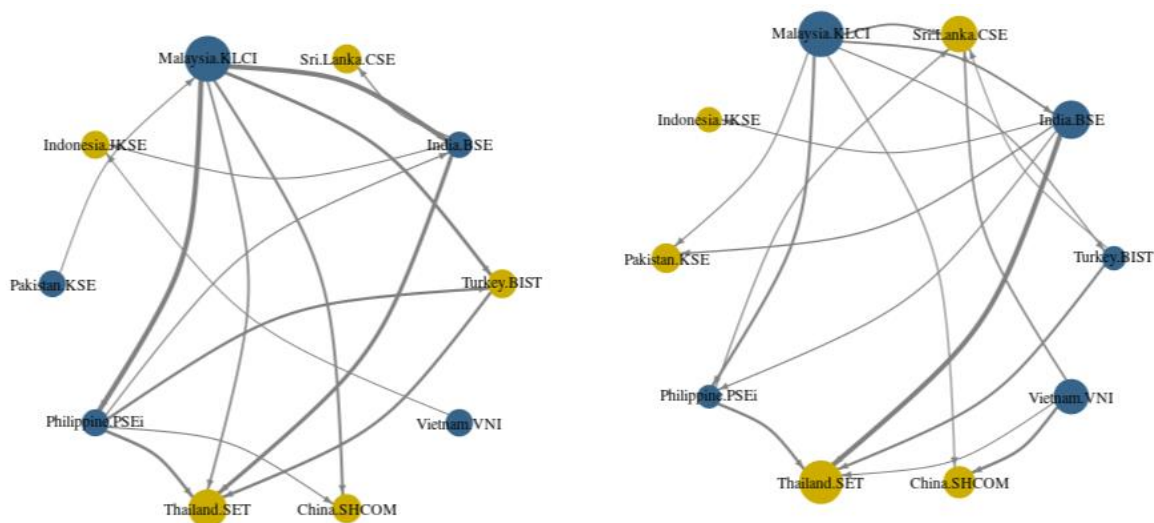 Malaysia.KLCI
Sri.Lanka.CSE
Indonesia.JKSE
India.BSE
Pakistan.KSE
Turkey.BIST
Philippine.PSEi
Vietnam.VNI
Thailand.SET
China.SHCOM
Malaysia.KLCI
Sri.Lanka.CSE
Indonesia.JKSE
India.BSE
Pakistan.KSE
Turkey.BIST
Philippine.PSEi
Vietnam.VNI
Thailand.SET
China.SHCOM